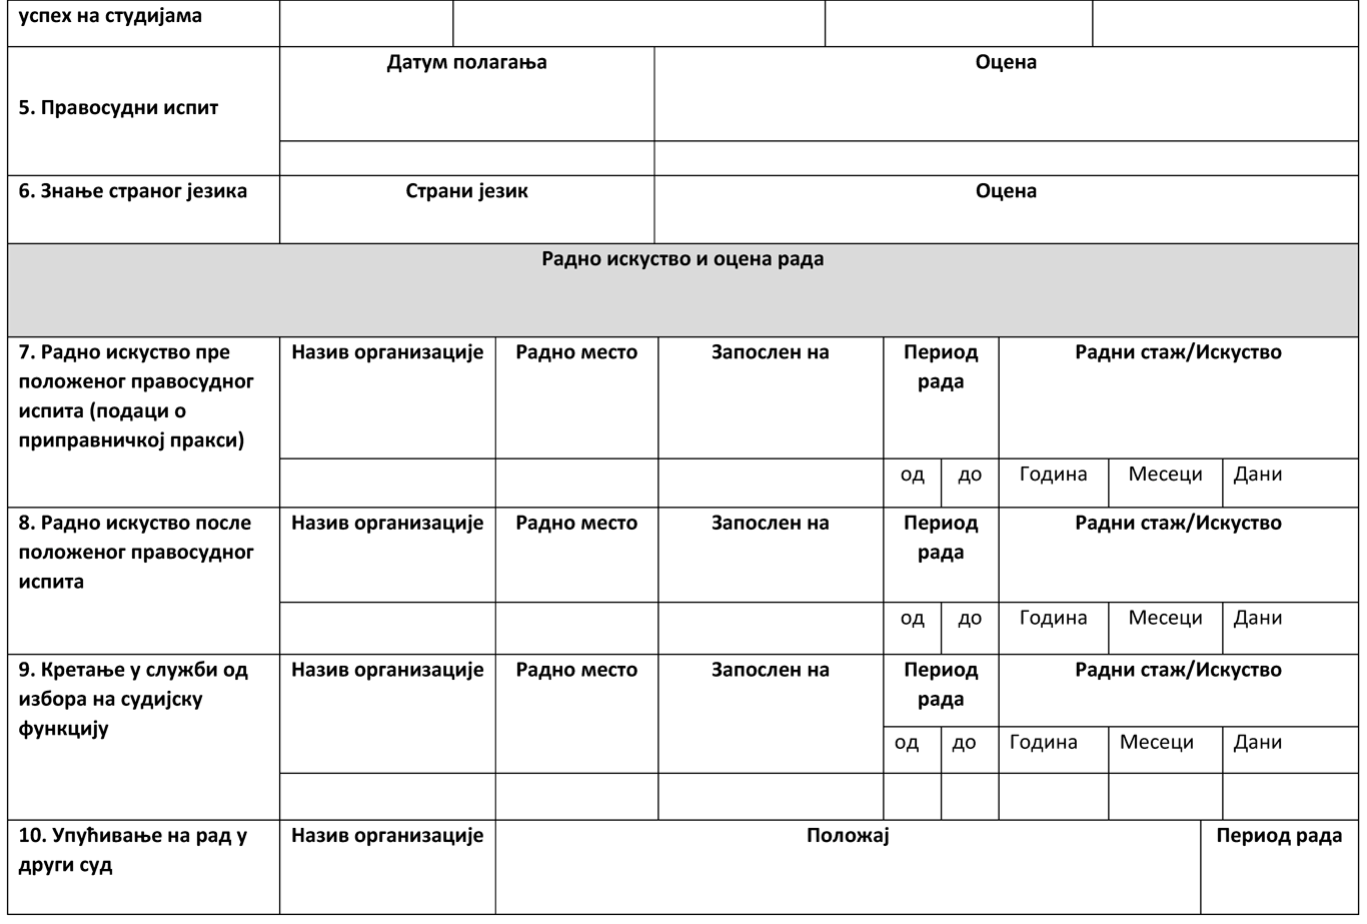 успех на студијама
Датум полагања Оцена
5. Правосудни испит
6. Знање страног језика Страни језик Оцена
Радно искуство и оцена рада
7. Радно искуство пре Назив организације Радно место Запослен на Период Радни стаж/Искуство
положеног правосудног рада
испита (подаци о
приправничкој пракси)
од до Година Месеци Дани
8. Радно искуство после Назив организације Радно место Запослен на Период Радни стаж/Искуство
положеног правосудног рада
испита
од до Година Месеци Дани
9. Кретање у служби од Назив организације Радно место Запослен на Период Радни стаж/Искуство
избора на судијску рада
функцију
од до Година Месеци Дани
10. Упућивање на рад у Назив организације Положај Период рада
други суд